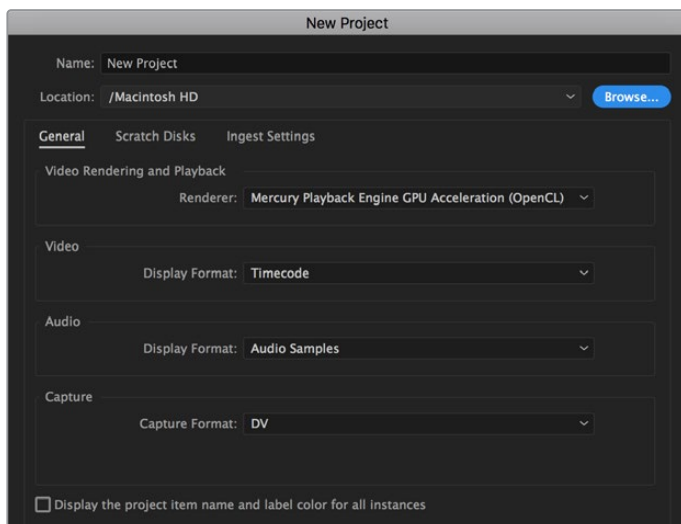 New Project
Name: New Project
Location: /Macintosh HD Browse...
General Scratch Disks Ingest Settings
Video Rendering and Playback
Renderer: Mercury Playback Engine GPU Acceleration (OpenCL)
Video
Display Format: Timecode
Audio
Display Format: Audio Samples
Capture
Capture Format: DV
Display the project item name and label color for all instances